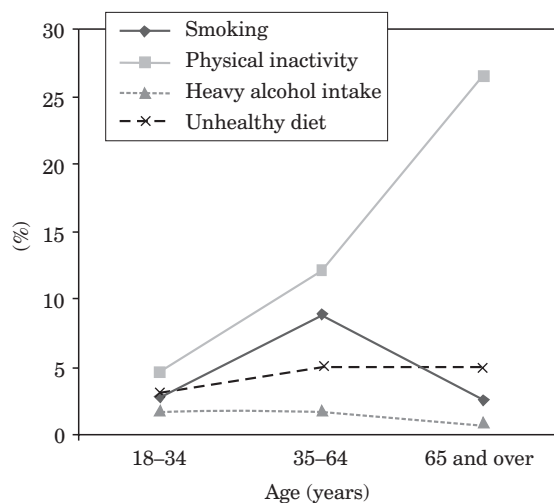 30
25
20
15
10
5
0
(%)
Smoking
Physical inactivity
Heavy alcohol intake
Unhealthy diet
18–34 35–64 65 and over
Age (years)